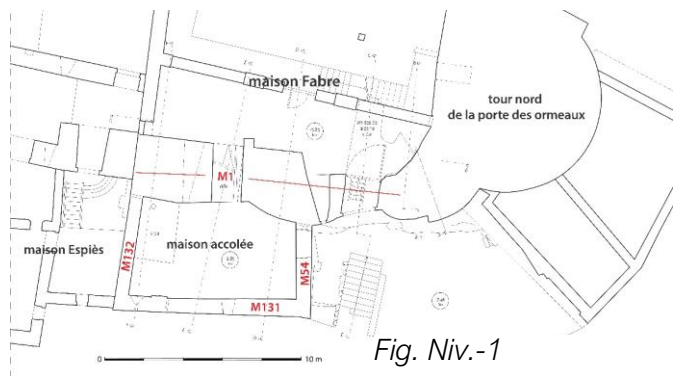 maison Fabre
tour nord
de la porte des ormeaux
M1
maison Espiès
maison accolée
M132
M54
M131
0
10 m
Fig. Niv.-1